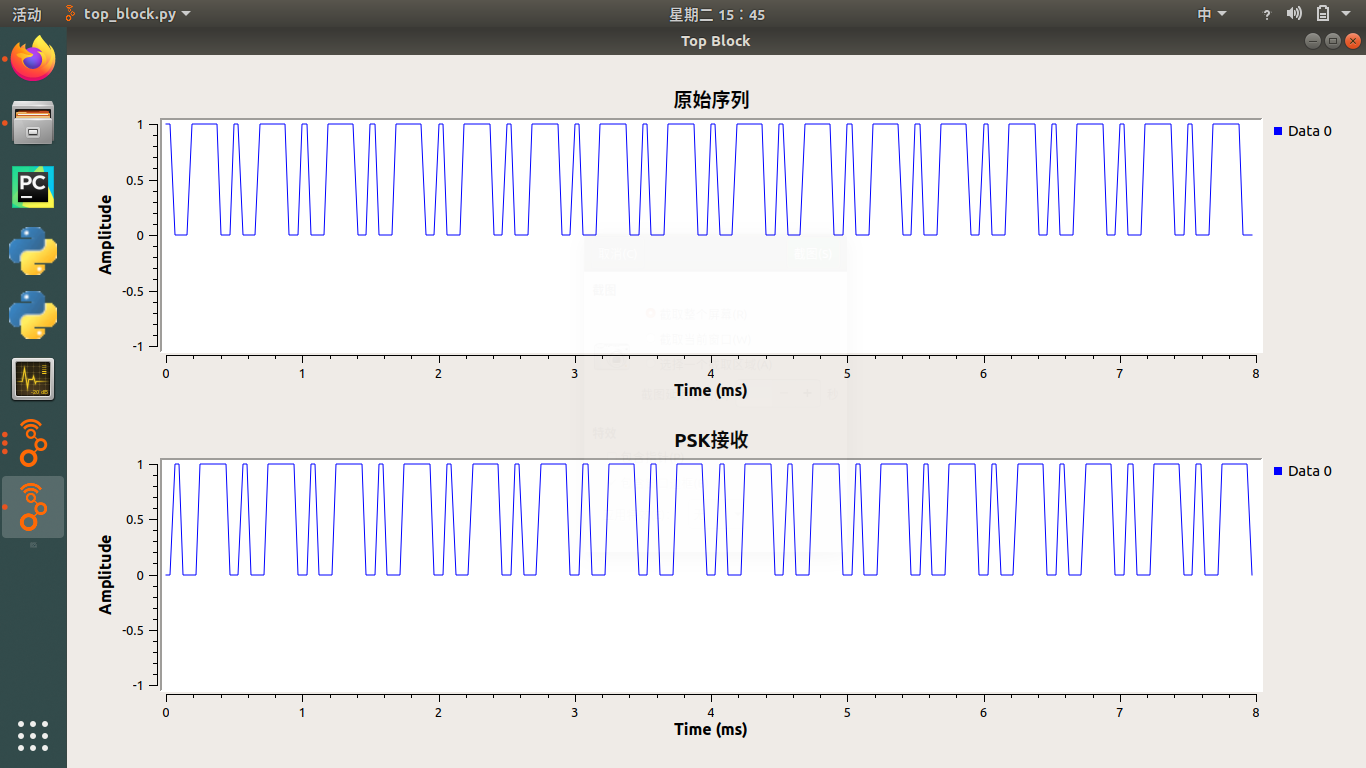 活动 top_block.py 星期二 15：45 中 ?
Top Block
PC
原始序列
Data 0
1
0.5
0
-0.5
-1
Amplitude
0 1 2 3 4 5 6 7 8
Time (ms)
PSK接收
Data 0
1
0.5
0
-0.5
-1
Amplitude
0 1 2 3 4 5 6 7 8
Time (ms)